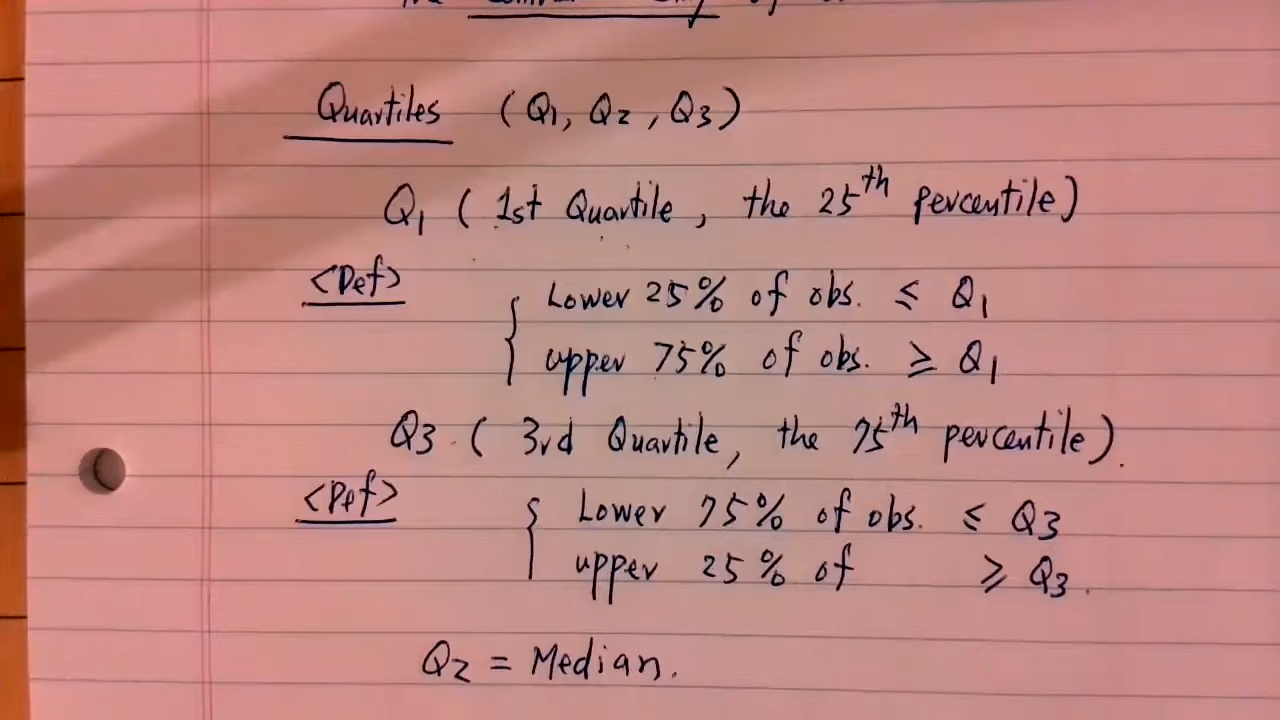 Quartiles (Q1, Q2, Q3)
Q1 (1st Quartile, the 25th percentile)
<Def>
{ Lower 25% of obs. ≤ Q1
upper 75% of obs. ≥ Q1
Q3 (3rd Quartile, the 75th percentile).
<Def>
{ Lower 75% of obs. ≤ Q3
upper 25% of ≥ Q3.
Q2 = Median.